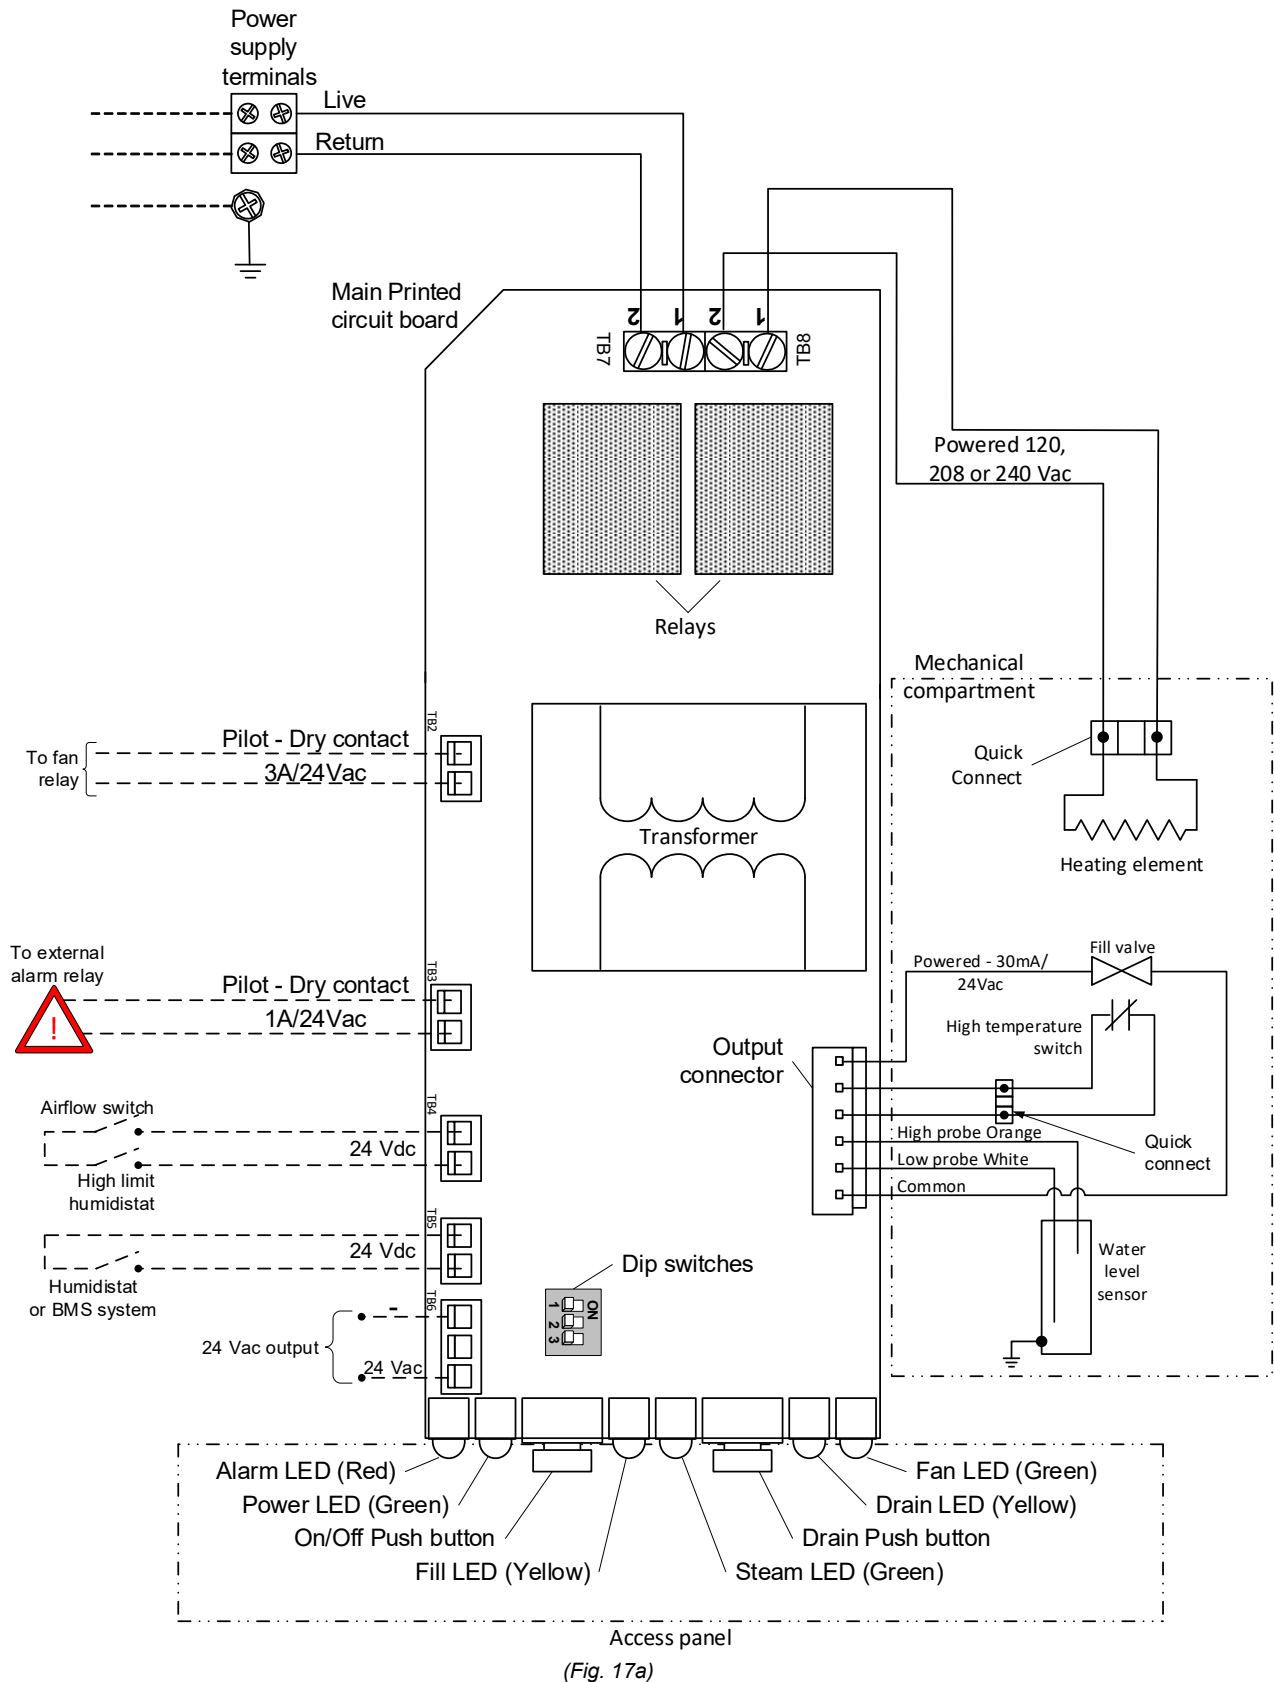 Power
supply
terminals
Live
Return
Main Printed
circuit board
2 1 2 1
TB7
TB8
Powered 120,
208 or 240 Vac
Relays
Mechanical
compartment
TB2
Pilot - Dry contact
3A/24Vac
To fan
relay
Quick
Connect
Transformer
Heating element
To external
alarm relay
!
TB3
Pilot - Dry contact
1A/24Vac
Fill valve
Powered - 30mA/
24Vac
High temperature
switch
Output
connector
Airflow switch
TB4
24 Vdc
High limit
humidistat
High probe Orange
Low probe White
Common
Quick
connect
TB5
24 Vdc
Humidistat
or BMS system
Dip switches
Water
level
sensor
TB6
-
24 Vac output
24 Vac
ON
1
2
3
Alarm LED (Red)
Fan LED (Green)
Power LED (Green)
Drain LED (Yellow)
On/Off Push button
Drain Push button
Fill LED (Yellow)
Steam LED (Green)
Access panel
(Fig. 17a)